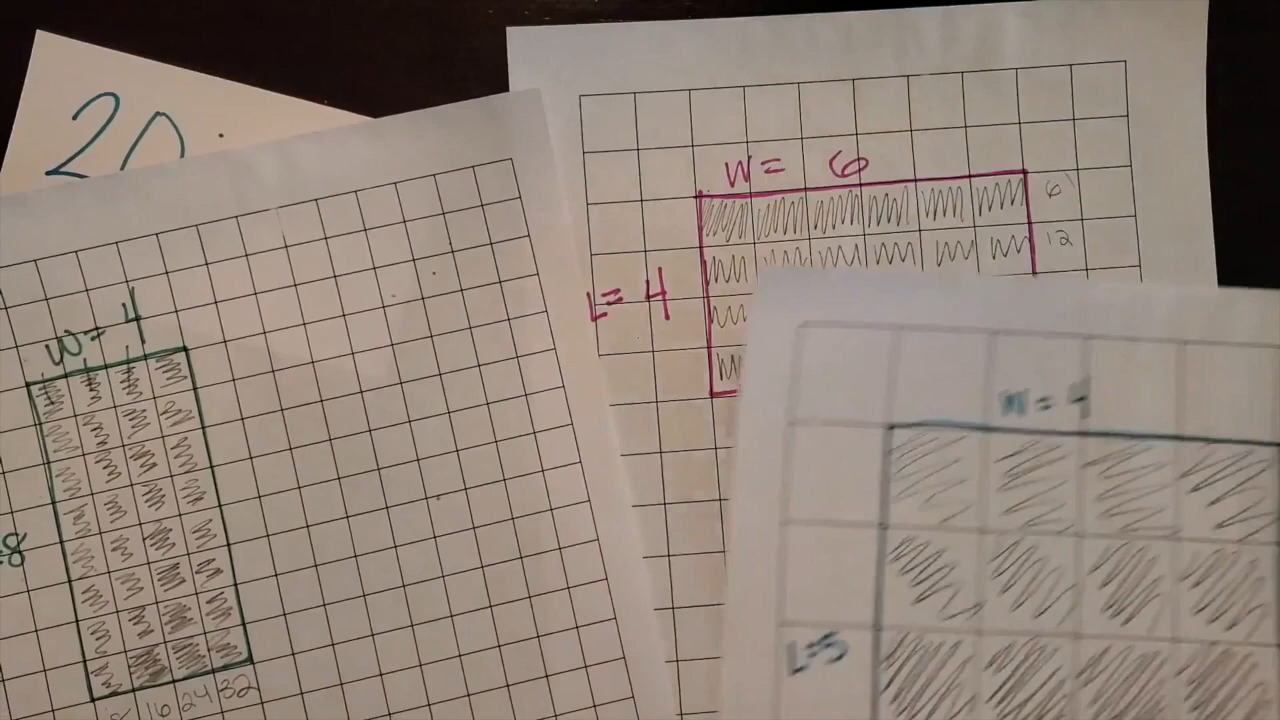 20
W = 6
6
12
L = 4
W = 4
8
16 24 32
W = 4
L = 5